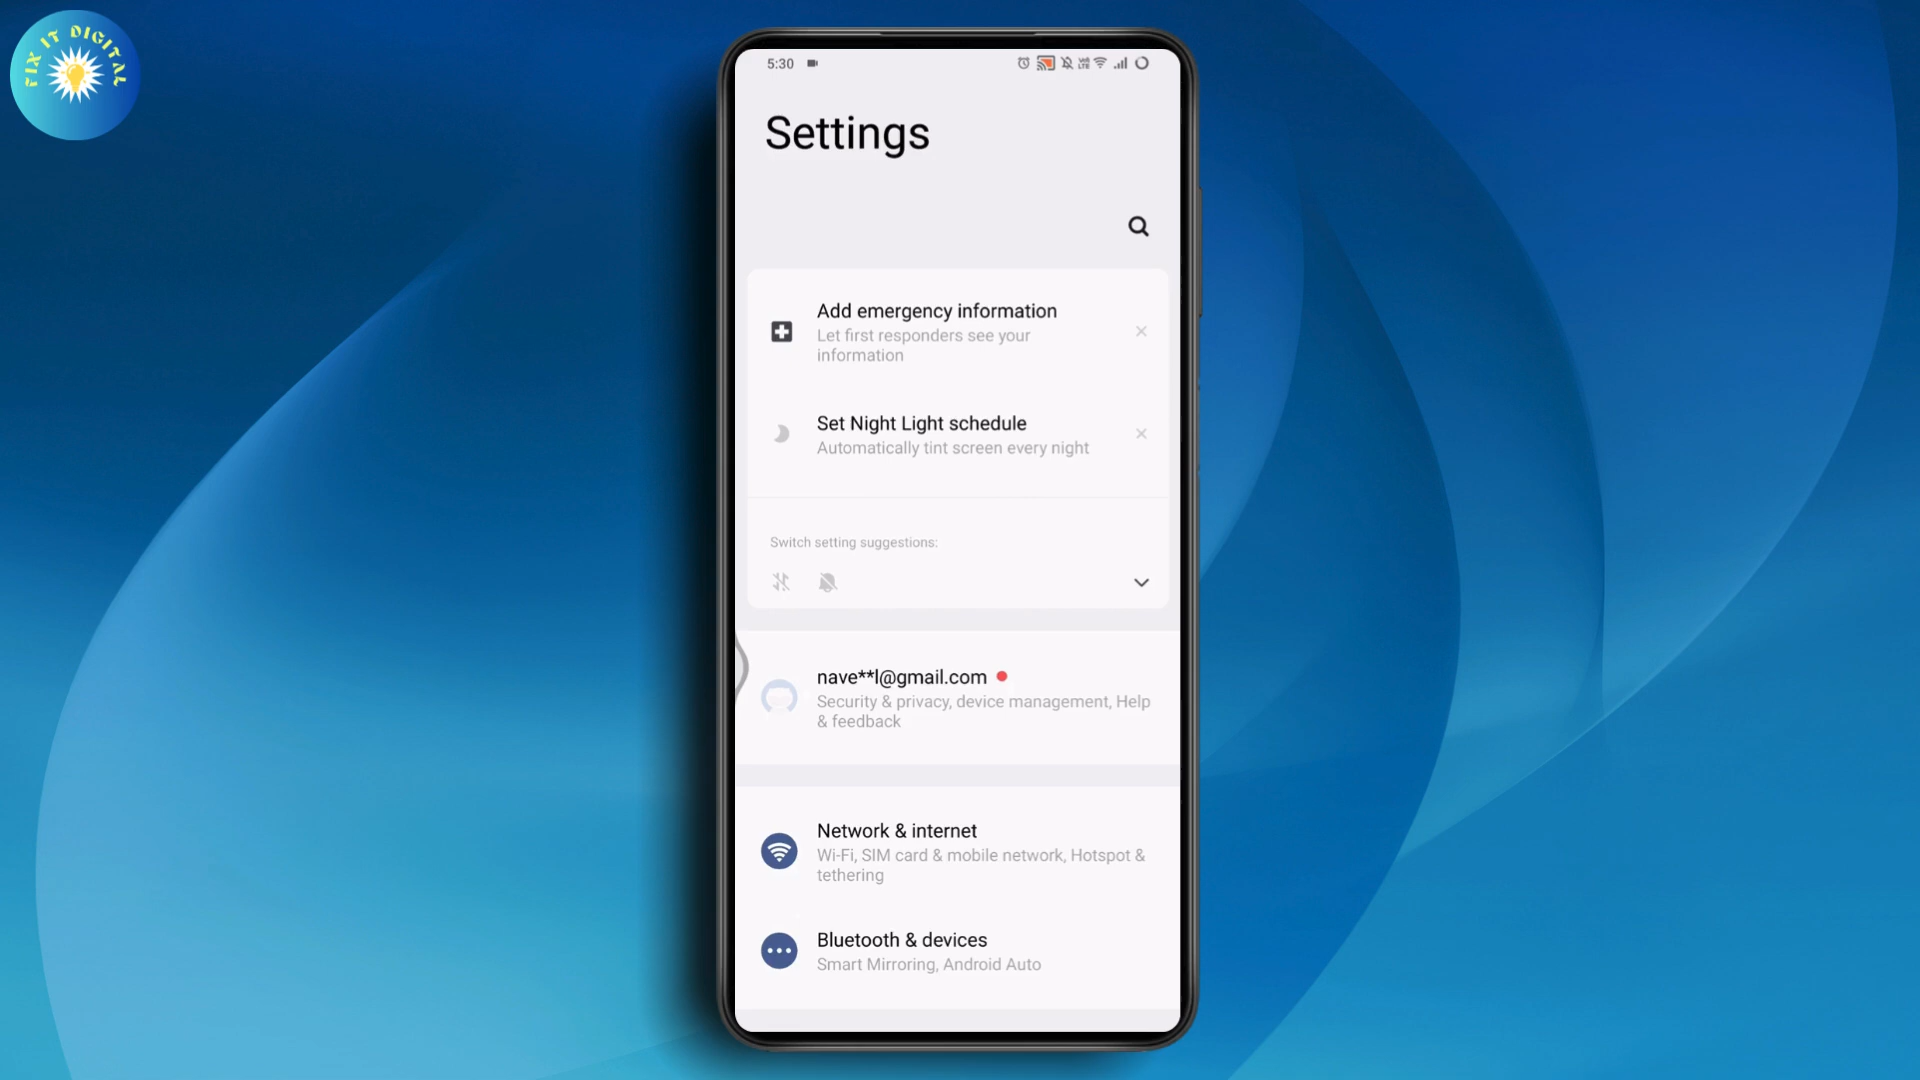 FIX IT DIGITAL
5:30
Settings
Add emergency information
Let first responders see your
information
Set Night Light schedule
Automatically tint screen every night
Switch setting suggestions:
nave**l@gmail.com
Security & privacy, device management, Help
& feedback
Network & internet
Wi-Fi, SIM card & mobile network, Hotspot &
tethering
Bluetooth & devices
Smart Mirroring, Android Auto